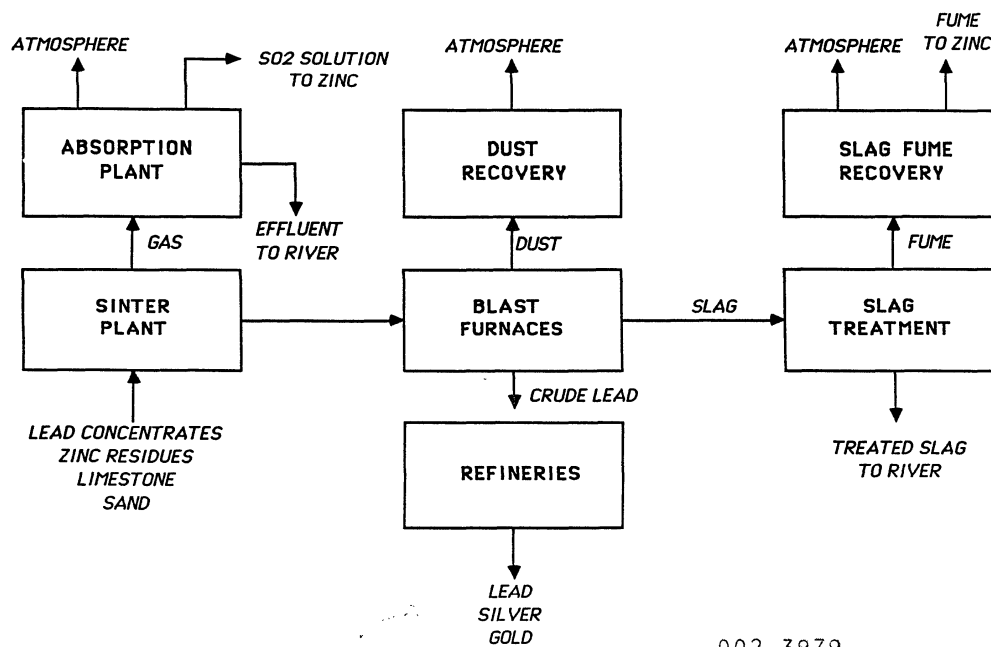 ATMOSPHERE
SO2 SOLUTION
TO ZINC
ATMOSPHERE
ATMOSPHERE
FUME
TO ZINC
ABSORPTION
PLANT
DUST
RECOVERY
SLAG FUME
RECOVERY
EFFLUENT
TO RIVER
GAS
DUST
FUME
SINTER
PLANT
BLAST
FURNACES
SLAG
SLAG
TREATMENT
CRUDE LEAD
LEAD CONCENTRATES
ZINC RESIDUES
LIMESTONE
SAND
REFINERIES
TREATED SLAG
TO RIVER
LEAD
SILVER
GOLD
002 3979